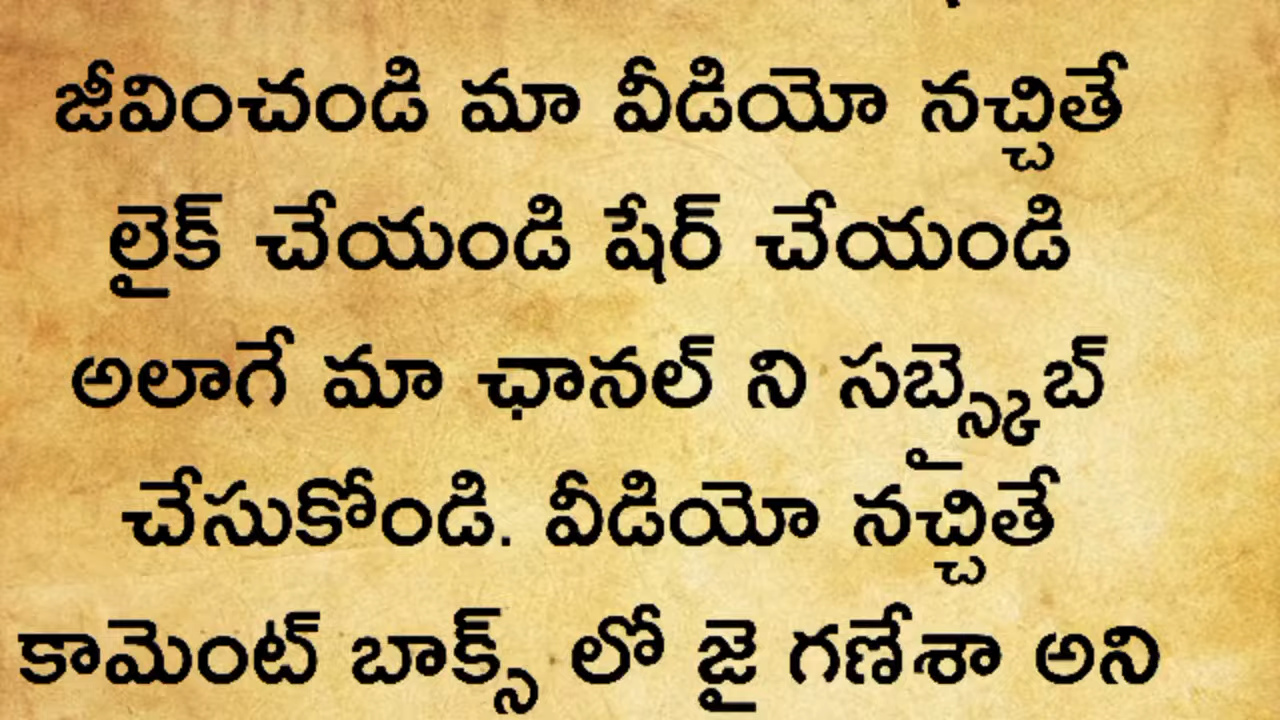 జీవించండి మా వీడియో నచ్చితే
లైక్ చేయండి షేర్ చేయండి
అలాగే మా ఛానల్ ని సబ్స్కైబ్
చేసుకోండి. వీడియో నచ్చితే
కామెంట్ బాక్స్ లో జై గణేశా అని